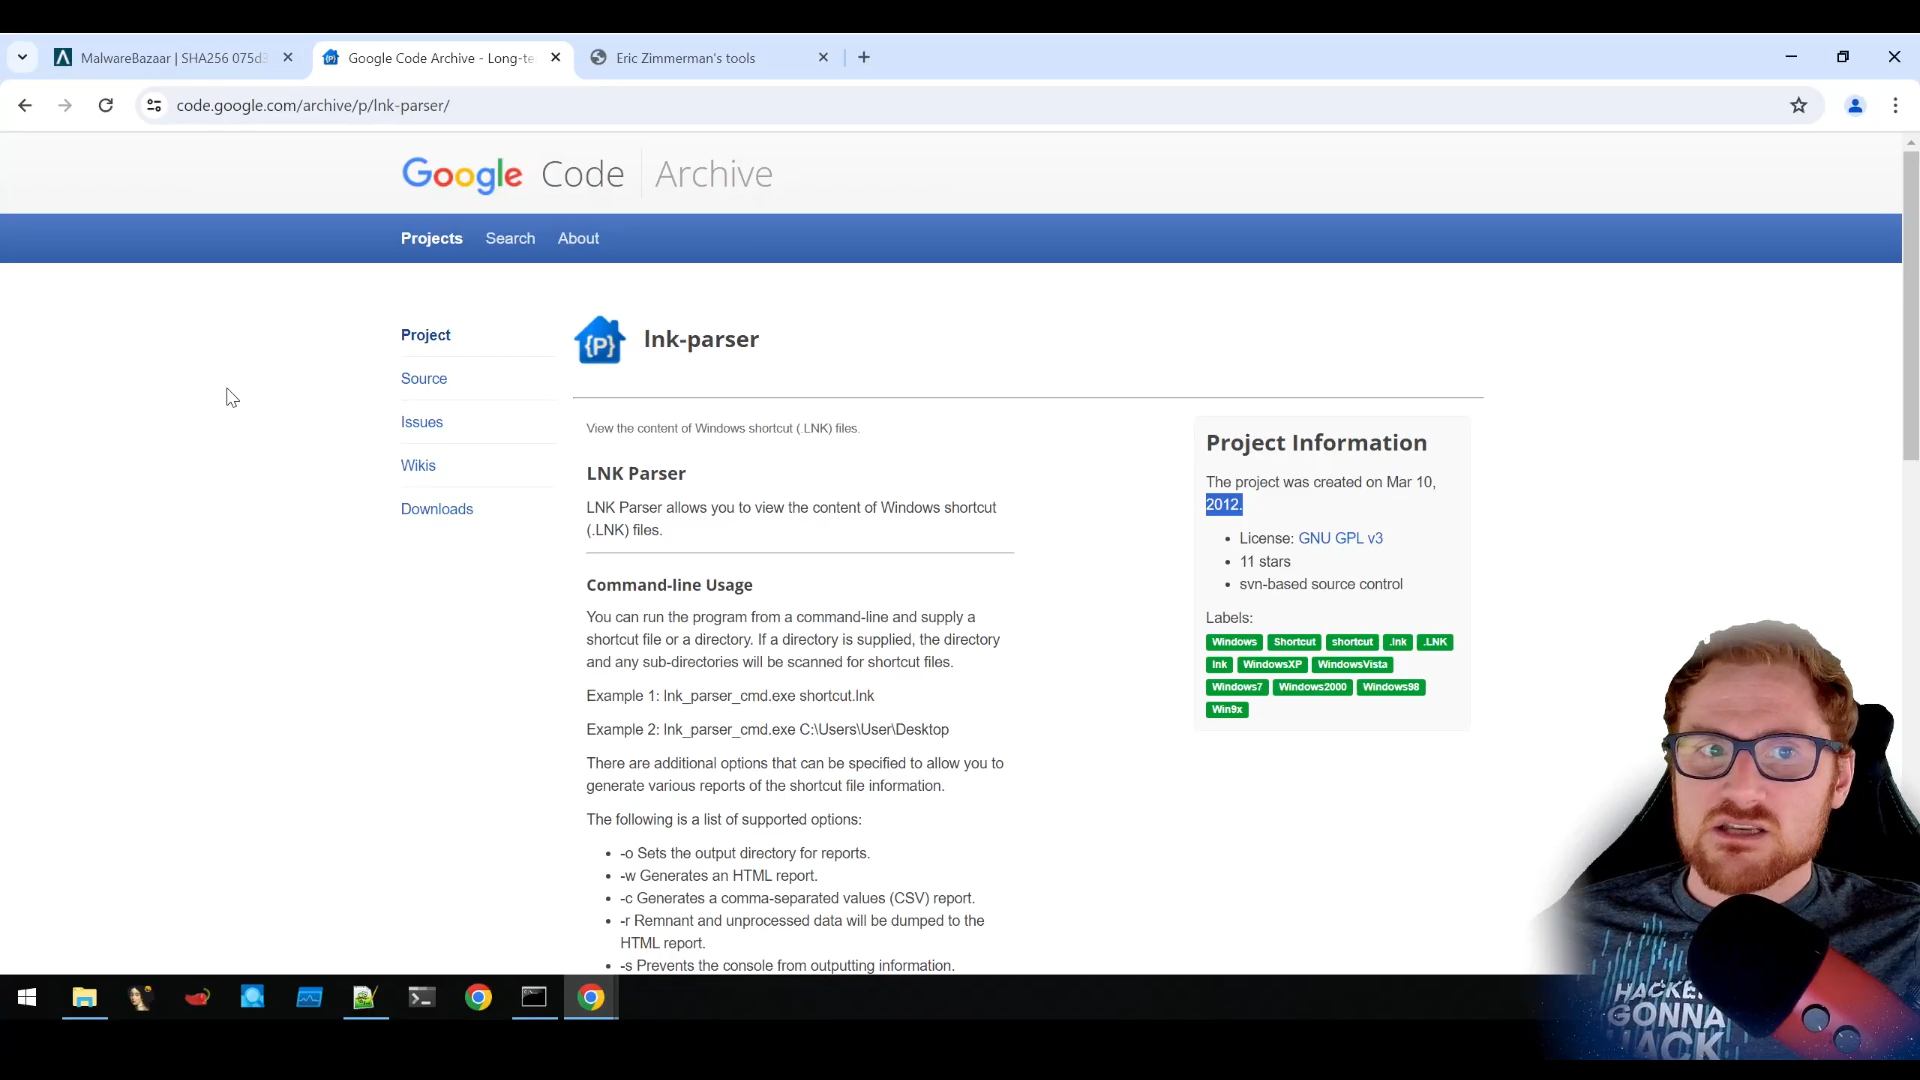 MalwareBazaar | SHA256 075d3
Google Code Archive - Long-te
Eric Zimmerman's tools
code.google.com/archive/p/lnk-parser/
Google Code Archive
Projects Search About
Project
Source
Issues
Wikis
Downloads
{P}
lnk-parser
View the content of Windows shortcut (.LNK) files.
LNK Parser
LNK Parser allows you to view the content of Windows shortcut
(.LNK) files.
Command-line Usage
You can run the program from a command-line and supply a
shortcut file or a directory. If a directory is supplied, the directory
and any sub-directories will be scanned for shortcut files.
Example 1: lnk_parser_cmd.exe shortcut.lnk
Example 2: lnk_parser_cmd.exe C:\Users\User\Desktop
There are additional options that can be specified to allow you to
generate various reports of the shortcut file information.
The following is a list of supported options:
• -o Sets the output directory for reports.
• -w Generates an HTML report.
• -c Generates a comma-separated values (CSV) report.
• -r Remnant and unprocessed data will be dumped to the
HTML report.
• -s Prevents the console from outputting information.
Project Information
The project was created on Mar 10,
2012.
• License: GNU GPL v3
• 11 stars
• svn-based source control
Labels:
Windows Shortcut shortcut .lnk .LNK
lnk WindowsXP WindowsVista
Windows7 Windows2000 Windows98
Win9x
GONNA
HACK